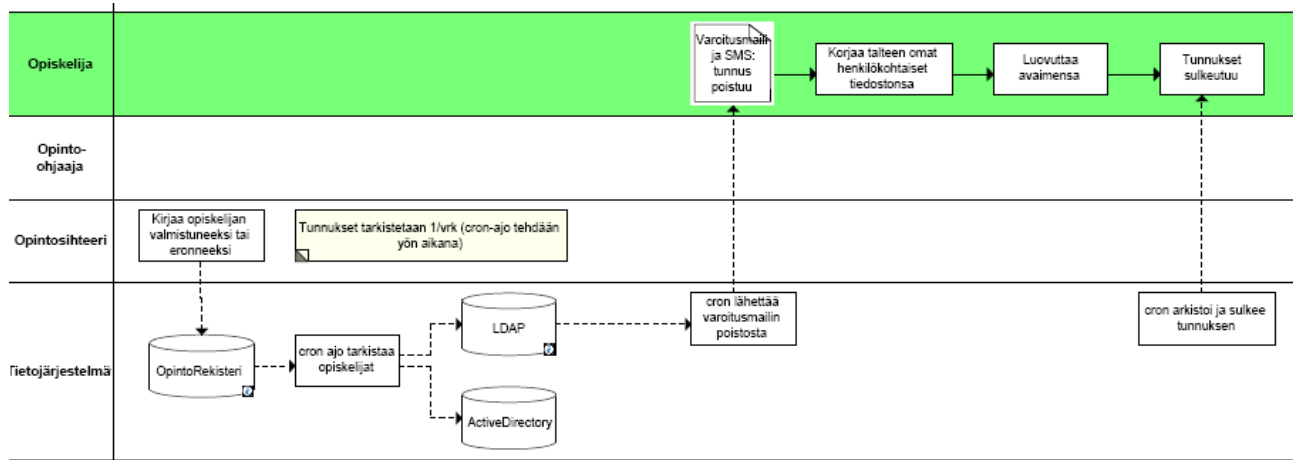 Opiskelija
Varoitusmaili
ja SMS:
tunnus
poistuu
Korjaa talteen omat
henkilökohtaiset
tiedostonsa
Luovuttaa
avaimensa
Tunnukset
sulkeutuu
Opinto-
ohjaaja
Opintosihteeri
Kirjaa opiskelijan
valmistuneeksi tai
eronneeksi
Tunnukset tarkistetaan 1/vrk (cron-ajo tehdään
yön aikana)
Tietojärjestelmä
OpintoRekisteri
cron ajo tarkistaa
opiskelijat
LDAP
ActiveDirectory
cron lähettää
varoitusmailin
poistosta
cron arkistoi ja sulkee
tunnuksen